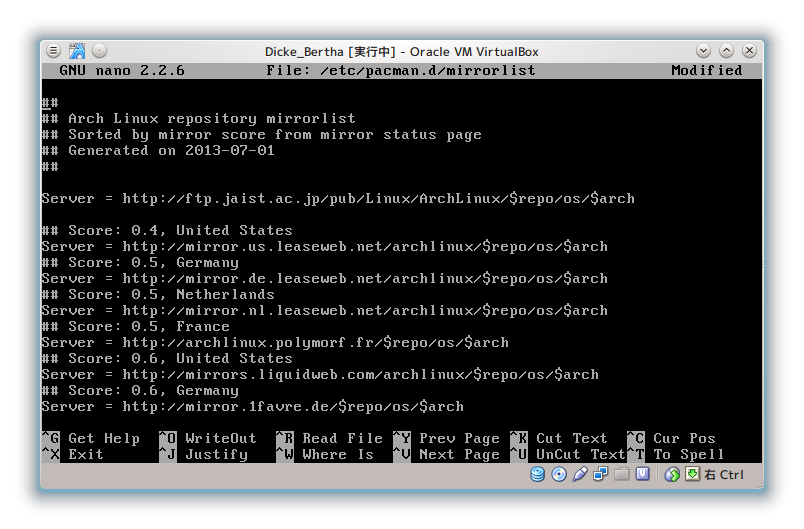 Dicke_Bertha [実行中] - Oracle VM VirtualBox
GNU nano 2.2.6 File: /etc/pacman.d/mirrorlist Modified
##
## Arch Linux repository mirrorlist
## Sorted by mirror score from mirror status page
## Generated on 2013-07-01
##
Server = http://ftp.jaist.ac.jp/pub/Linux/ArchLinux/$repo/os/$arch
## Score: 0.4, United States
Server = http://mirror.us.leaseweb.net/archlinux/$repo/os/$arch
## Score: 0.5, Germany
Server = http://mirror.de.leaseweb.net/archlinux/$repo/os/$arch
## Score: 0.5, Netherlands
Server = http://mirror.nl.leaseweb.net/archlinux/$repo/os/$arch
## Score: 0.5, France
Server = http://archlinux.polymorf.fr/$repo/os/$arch
## Score: 0.6, United States
Server = http://mirrors.liquidweb.com/archlinux/$repo/os/$arch
## Score: 0.6, Germany
Server = http://mirror.1favre.de/$repo/os/$arch
^G Get Help ^O WriteOut ^R Read File ^Y Prev Page ^K Cut Text ^C Cur Pos
^X Exit ^J Justify ^W Where Is ^V Next Page ^U UnCut Text ^T To Spell
右 Ctrl